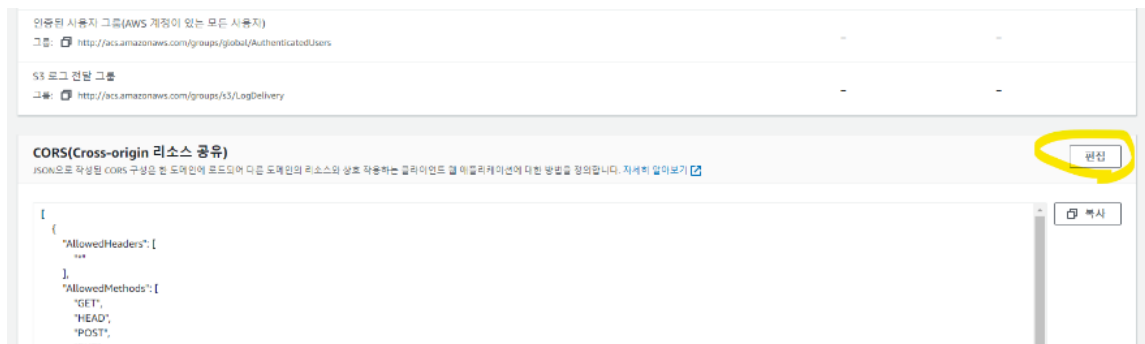 인증된 사용자 그룹(AWS 계정이 있는 모든 사용자)
그룹: http://acs.amazonaws.com/groups/global/AuthenticatedUsers
–
–
S3 로그 전달 그룹
그룹: http://acs.amazonaws.com/groups/s3/LogDelivery
–
–
CORS(Cross-origin 리소스 공유)
편집
JSON으로 작성된 CORS 구성은 한 도메인에 로드되어 다른 도메인의 리소스와 상호 작용하는 클라이언트 웹 애플리케이션에 대한 방법을 정의합니다. 자세히 알아보기
복사
[
{
"AllowedHeaders": [
"*"
],
"AllowedMethods": [
"GET",
"HEAD",
"POST",